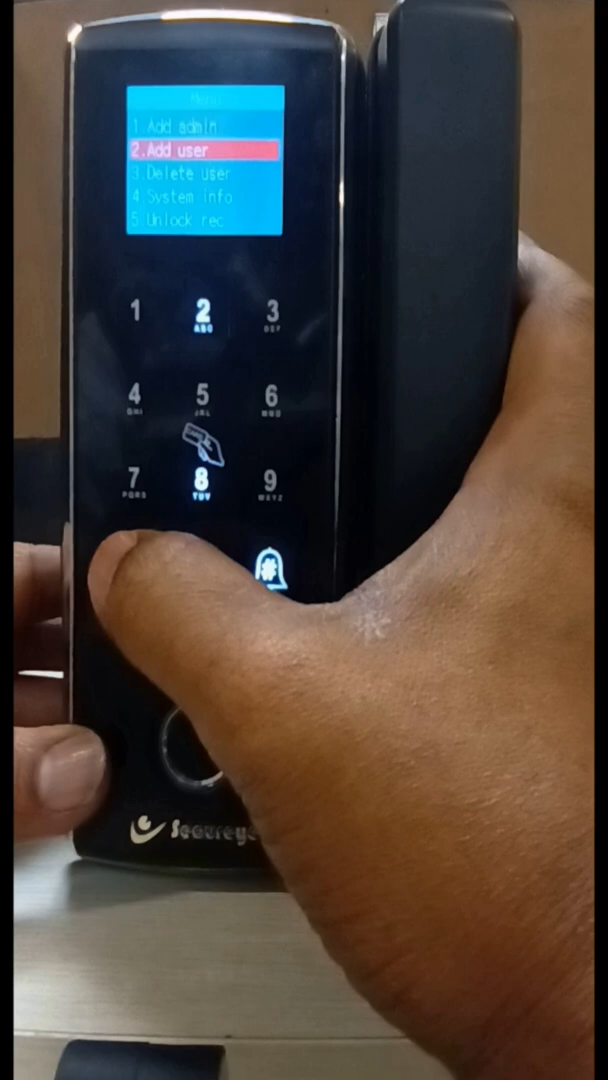 Menu
1.Add admin
2.Add user
3.Delete user
4.System info
5.Unlock rec
1 2 3
ABC DEF
4 5 6
GHI JKL MNO
7 8 9
PQRS TUV WXYZ
#
Secureye